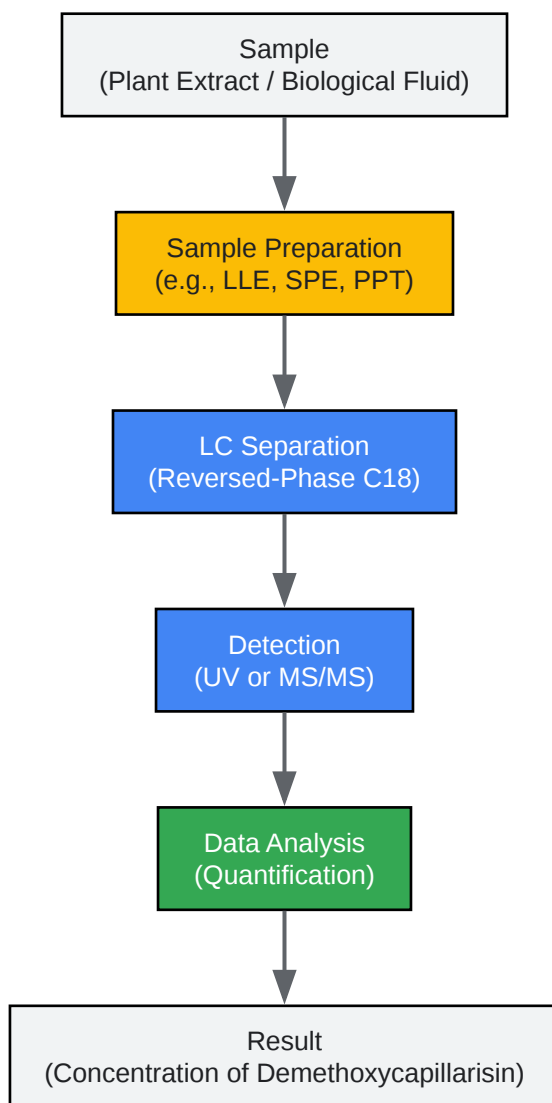 Sample
(Plant Extract / Biological Fluid)
Sample Preparation
(e.g., LLE, SPE, PPT)
LC Separation
(Reversed-Phase C18)
Detection
(UV or MS/MS)
Data Analysis
(Quantification)
Result
(Concentration of Demethoxycapillarisin)